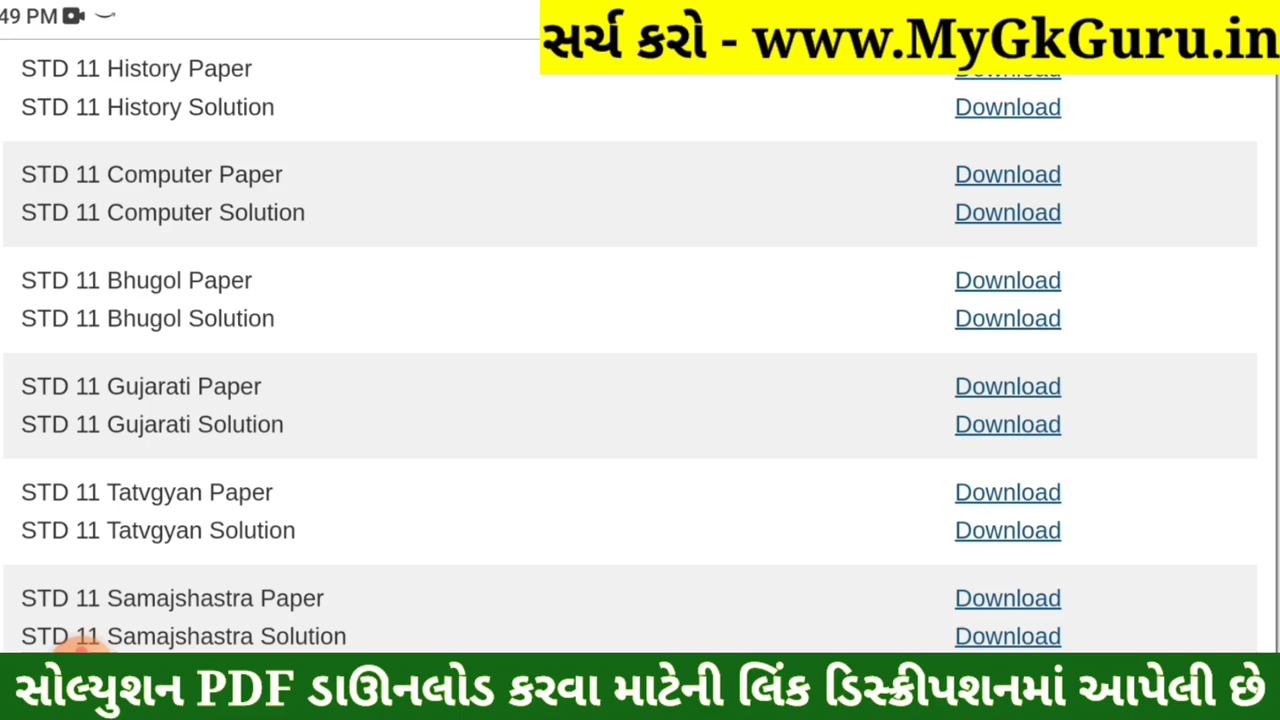 49 PM
સર્ચ કરો - www.MyGkGuru.in
STD 11 History Paper Download
STD 11 History Solution Download
STD 11 Computer Paper Download
STD 11 Computer Solution Download
STD 11 Bhugol Paper Download
STD 11 Bhugol Solution Download
STD 11 Gujarati Paper Download
STD 11 Gujarati Solution Download
STD 11 Tatvgyan Paper Download
STD 11 Tatvgyan Solution Download
STD 11 Samajshastra Paper Download
STD 11 Samajshastra Solution Download
સોલ્યુશન PDF ડાઊનલોડ કરવા માટેની લિંક ડિસ્ક્રીપશનમાં આપેલી છે